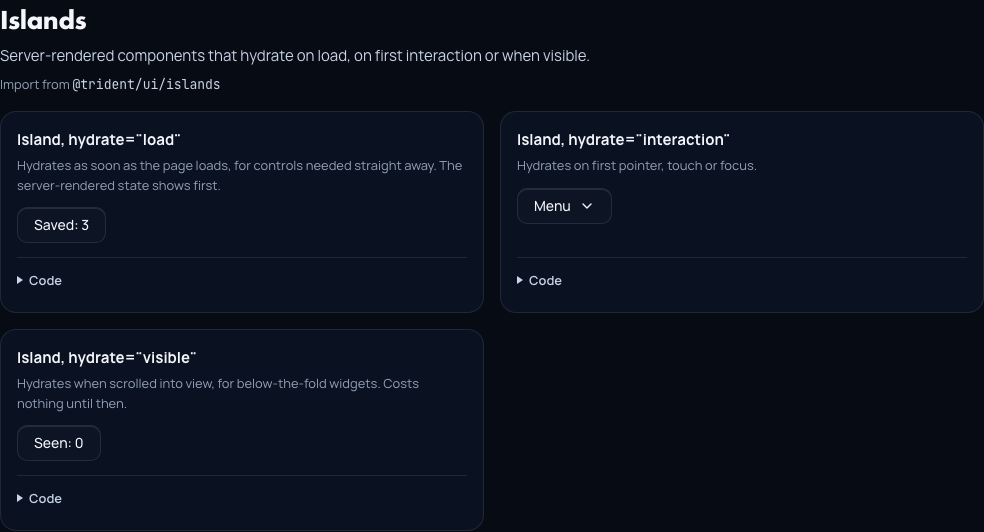 Islands
Server-rendered components that hydrate on load, on first interaction or when visible.
Import from @trident/ui/islands
Island, hydrate="load"
Hydrates as soon as the page loads, for controls needed straight away. The
server-rendered state shows first.
Saved: 3
Code
Island, hydrate="interaction"
Hydrates on first pointer, touch or focus.
Menu
Code
Island, hydrate="visible"
Hydrates when scrolled into view, for below-the-fold widgets. Costs
nothing until then.
Seen: 0
Code